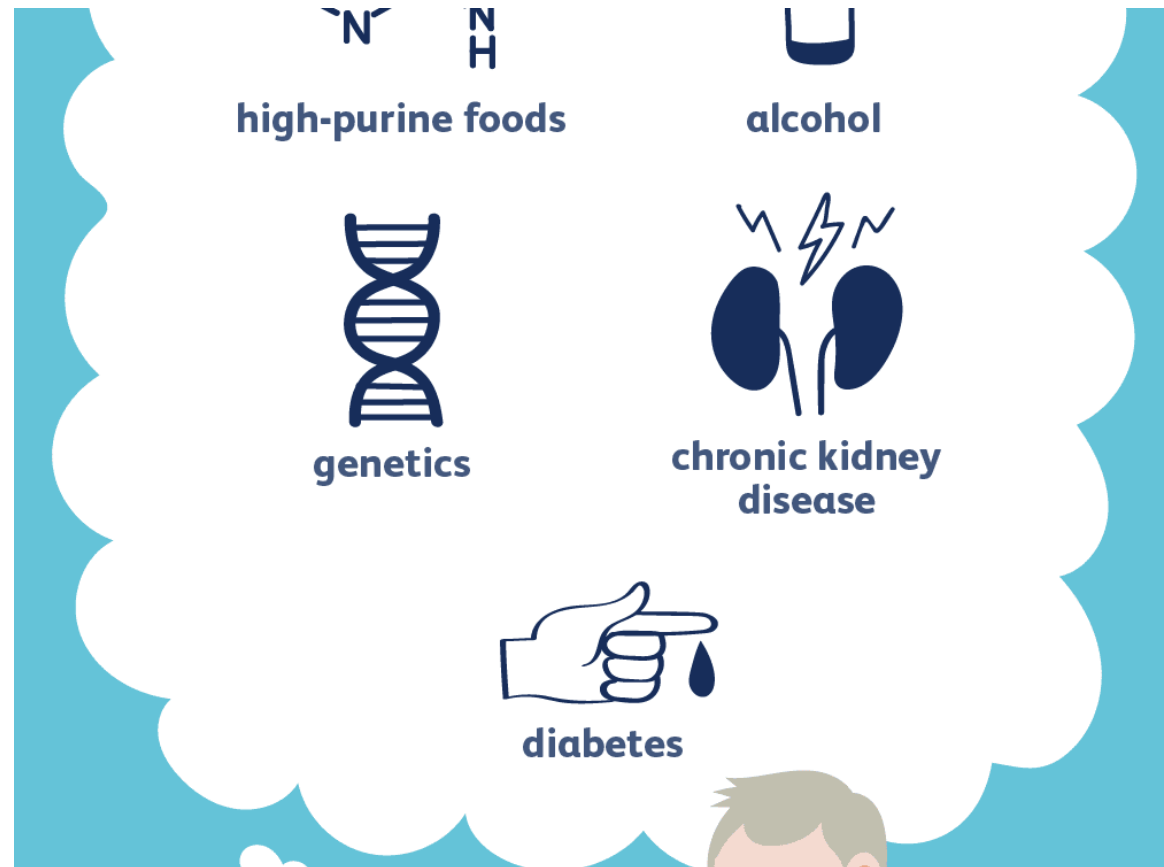 N
N
H
high-purine foods
alcohol
genetics
chronic kidney
disease
diabetes